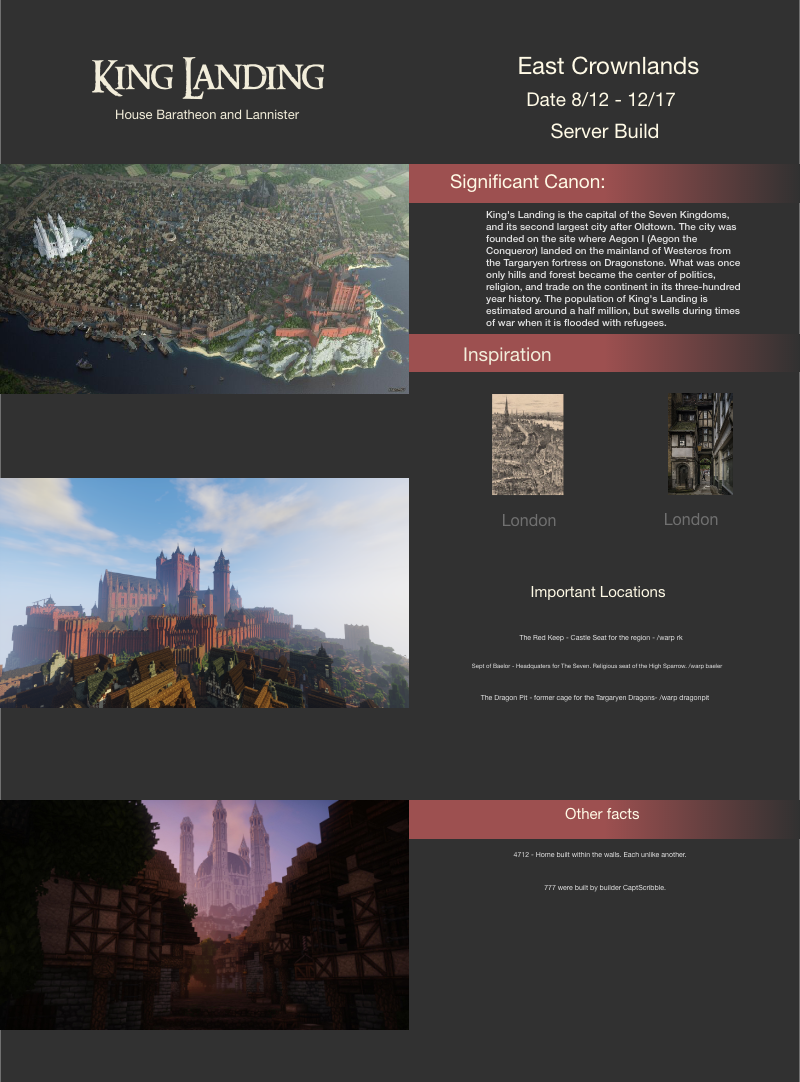 KING LANDING
House Baratheon and Lannister
East Crownlands
Date 8/12 - 12/17
Server Build
Significant Canon:
King's Landing is the capital of the Seven Kingdoms,
and its second largest city after Oldtown. The city was
founded on the site where Aegon I (Aegon the
Conqueror) landed on the mainland of Westeros from
the Targaryen fortress on Dragonstone. What was once
only hills and forest became the center of politics,
religion, and trade on the continent in its three-hundred
year history. The population of King's Landing is
estimated around a half million, but swells during times
of war when it is flooded with refugees.
Inspiration
London
London
Important Locations
The Red Keep - Castle Seat for the region - /warp rk
Sept of Baelor - Headquaters for The Seven. Religious seat of the High Sparrow. /warp baelor
The Dragon Pit - former cage for the Targaryen Dragons- /warp dragonpit
Other facts
4712 - Home built within the walls. Each unlike another.
777 were built by builder CaptScribble.